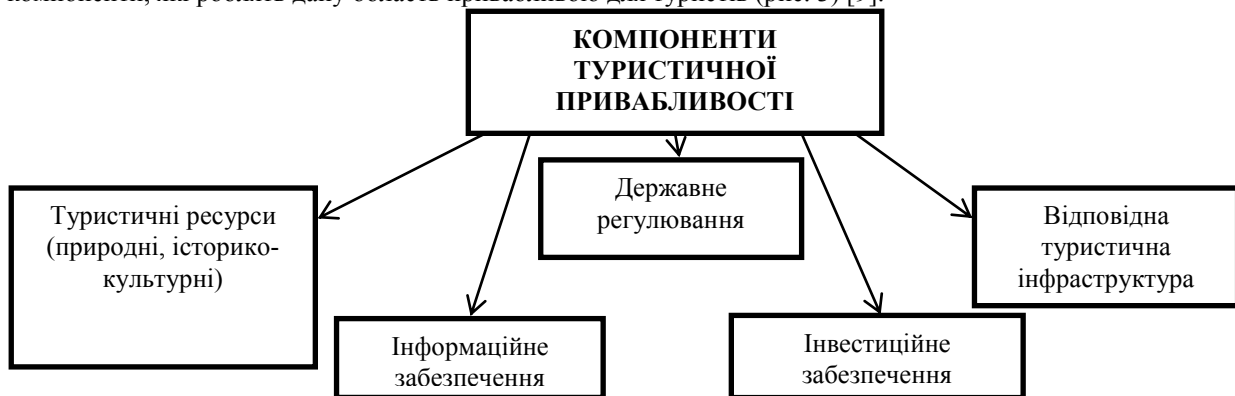 компоненти, які роблять дану область привабливою для туристів (рис. 3) [9].
КОМПОНЕНТИ
ТУРИСТИЧНОЇ
ПРИВАБЛИВОСТІ
Туристичні ресурси
(природні, історико-
культурні)
Інформаційне
забезпечення
Державне
регулювання
Інвестиційне
забезпечення
Відповідна
туристична
інфраструктура